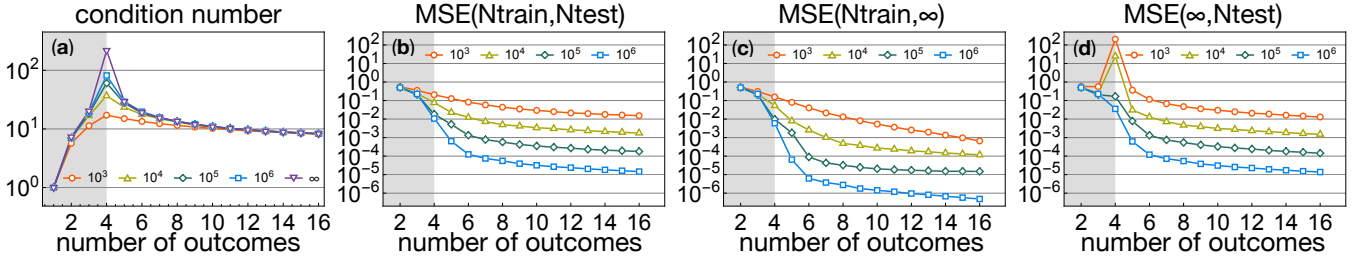 condition number
(a)
10² 10¹ 10⁰
10³ 10⁴ 10⁵ 10⁶ ∞
2 4 6 8 10 12 14 16
number of outcomes
MSE(Ntrain,Ntest)
(b) 10³ 10⁴ 10⁵ 10⁶
10² 10¹ 10⁰ 10⁻¹ 10⁻² 10⁻³ 10⁻⁴ 10⁻⁵ 10⁻⁶
2 4 6 8 10 12 14 16
number of outcomes
MSE(Ntrain,∞)
(c) 10³ 10⁴ 10⁵ 10⁶
10² 10¹ 10⁰ 10⁻¹ 10⁻² 10⁻³ 10⁻⁴ 10⁻⁵ 10⁻⁶
2 4 6 8 10 12 14 16
number of outcomes
MSE(∞,Ntest)
(d) 10³ 10⁴ 10⁵ 10⁶
10² 10¹ 10⁰ 10⁻¹ 10⁻² 10⁻³ 10⁻⁴ 10⁻⁵ 10⁻⁶
2 4 6 8 10 12 14 16
number of outcomes